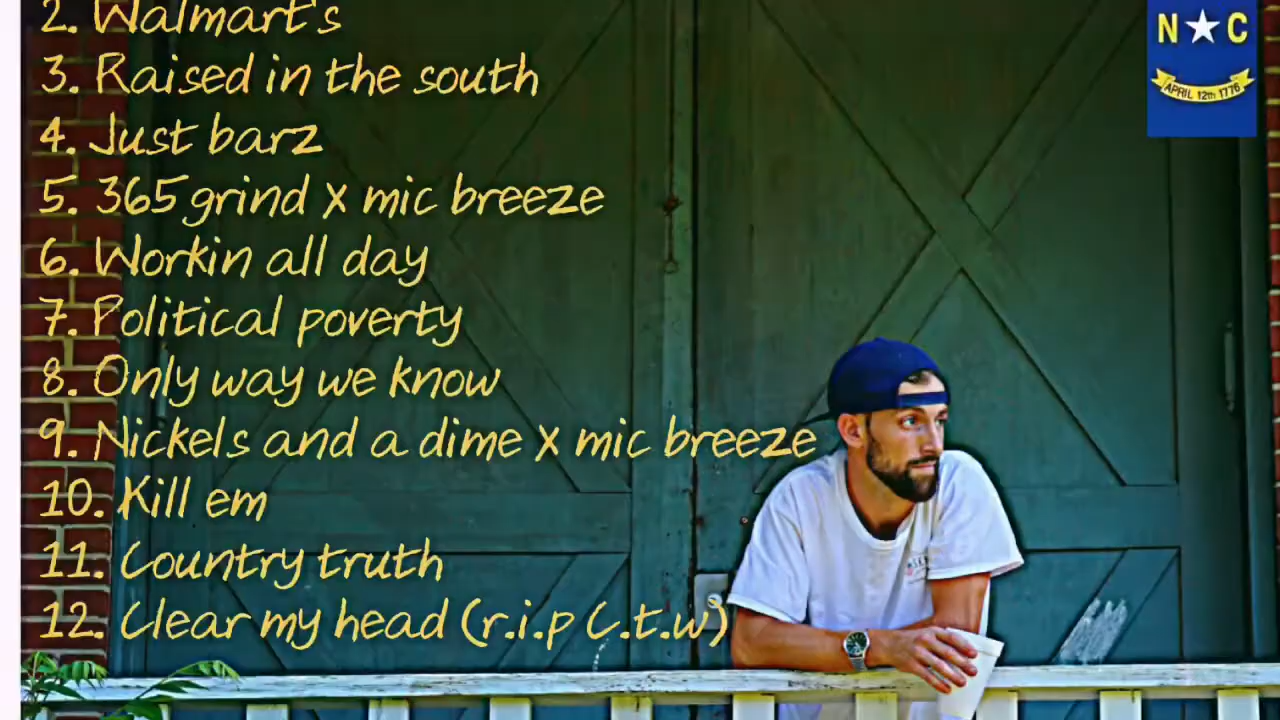 2. Walmart's
3. Raised in the south
4. Just barz
5. 365 grind x mic breeze
6. Workin all day
7. Political poverty
8. Only way we know
9. Nickels and a dime x mic breeze
10. Kill em
11. Country truth
12. Clear my head (r.i.p C.t.w)
N C
APRIL 12th 1776